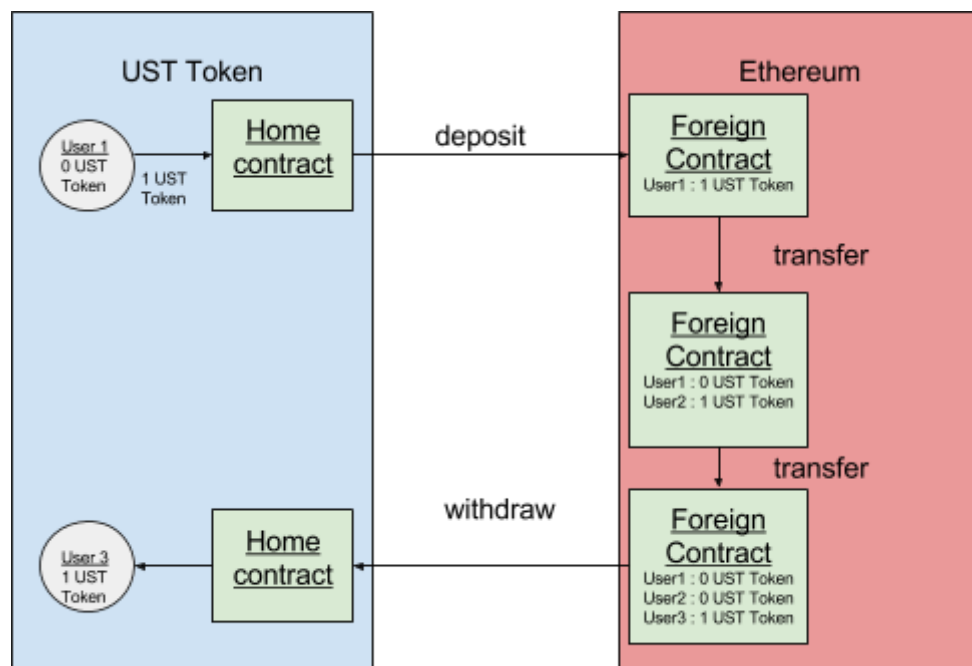 UST Token
Ethereum
User 1
0 UST
Token
1 UST
Token
Home
contract
deposit
Foreign
Contract
User1 : 1 UST Token
transfer
Foreign
Contract
User1 : 0 UST Token
User2 : 1 UST Token
transfer
Foreign
Contract
User1 : 0 UST Token
User2 : 0 UST Token
User3 : 1 UST Token
withdraw
Home
contract
User 3
1 UST
Token